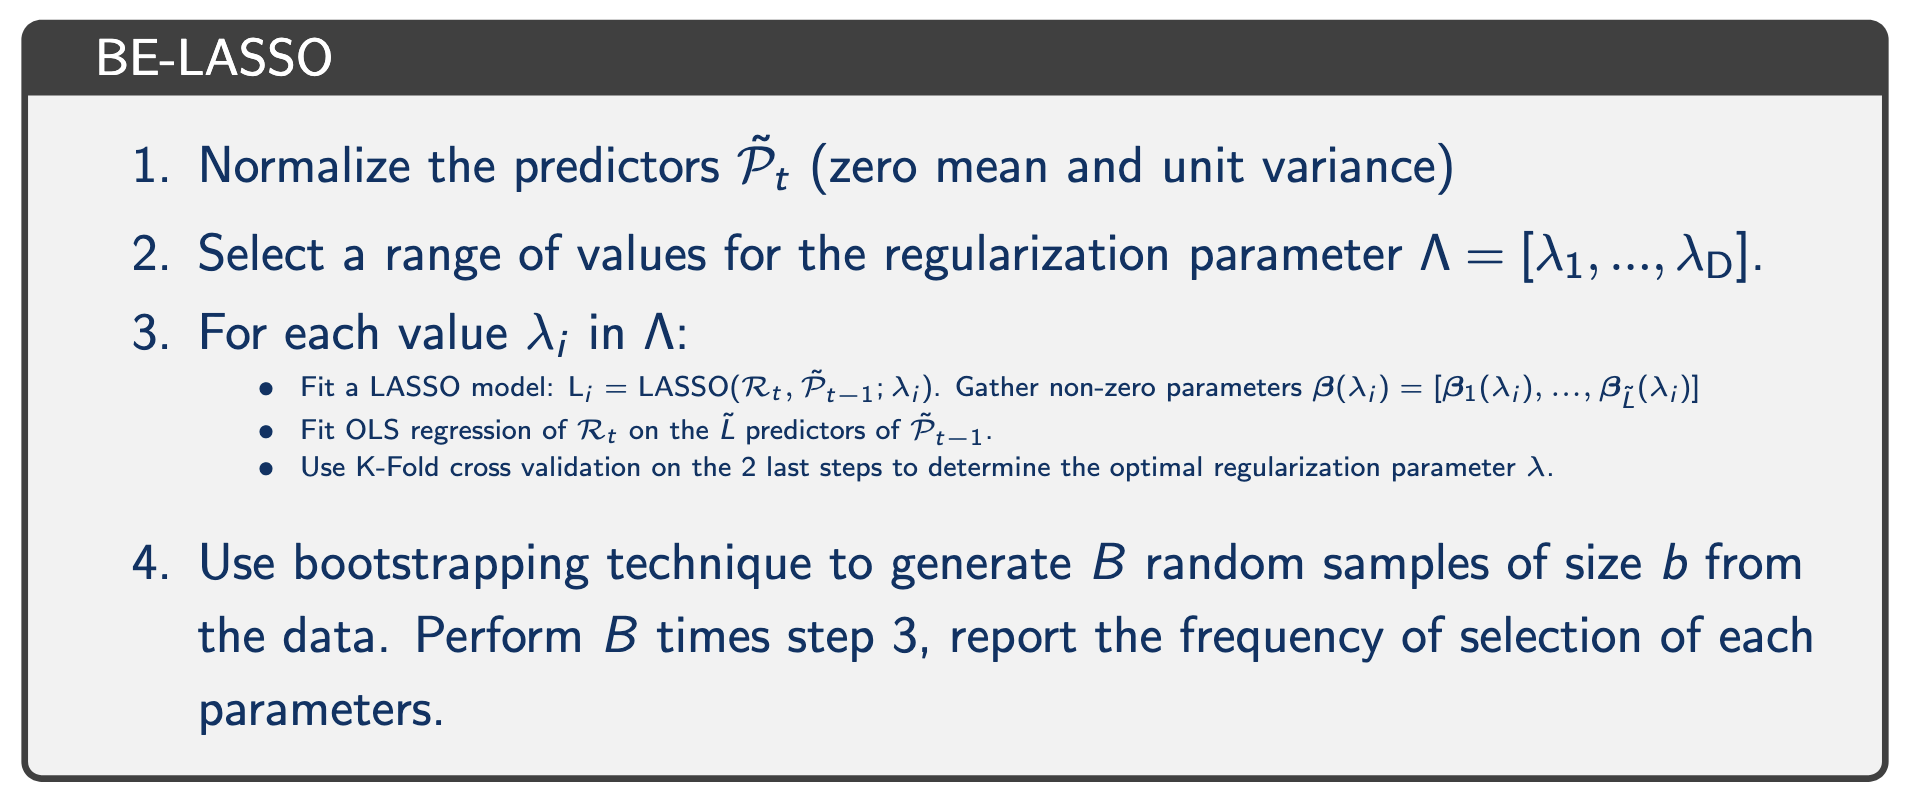 BE-LASSO
1. Normalize the predictors $\tilde{\mathcal{P}}_t$ (zero mean and unit variance)
2. Select a range of values for the regularization parameter $\Lambda = [\lambda_1, ..., \lambda_D]$.
3. For each value $\lambda_i$ in $\Lambda$:
• Fit a LASSO model: $L_i = \text{LASSO}(\mathcal{R}_t, \tilde{\mathcal{P}}_{t-1}; \lambda_i)$. Gather non-zero parameters $\boldsymbol{\beta}(\lambda_i) = [\boldsymbol{\beta}_1(\lambda_i), ..., \boldsymbol{\beta}_{\tilde{L}}(\lambda_i)]$
• Fit OLS regression of $\mathcal{R}_t$ on the $\tilde{L}$ predictors of $\tilde{\mathcal{P}}_{t-1}$.
• Use K-Fold cross validation on the 2 last steps to determine the optimal regularization parameter $\lambda$.
4. Use bootstrapping technique to generate $B$ random samples of size $b$ from
the data. Perform $B$ times step 3, report the frequency of selection of each
parameters.